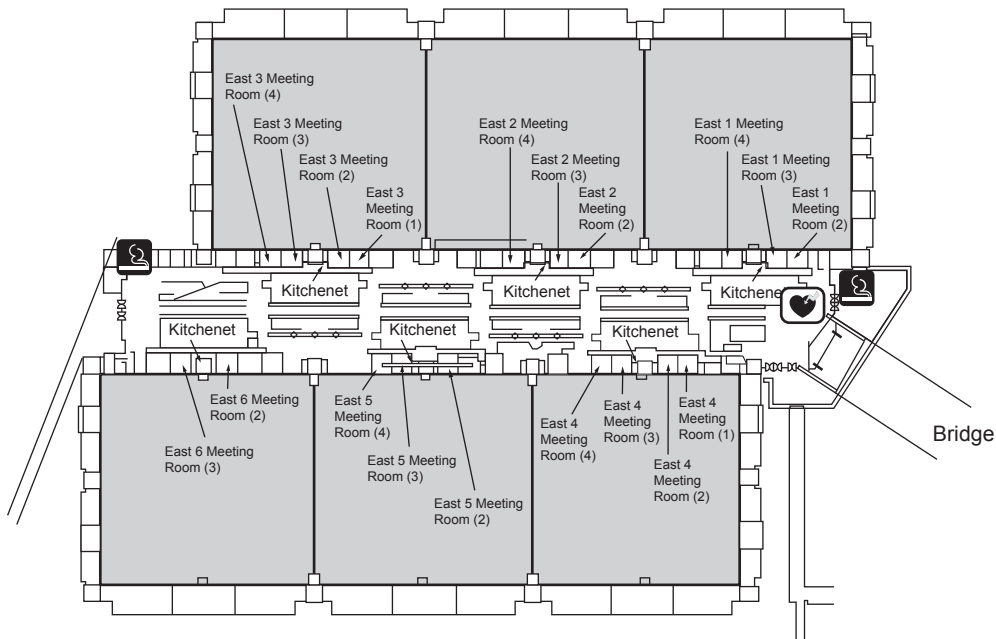 East 3 Meeting
Room (4)
East 3 Meeting
Room (3)
East 3 Meeting
Room (2)
East 3
Meeting
Room (1)
East 2 Meeting
Room (4)
East 2 Meeting
Room (3)
East 2
Meeting
Room (2)
East 1 Meeting
Room (4)
East 1 Meeting
Room (3)
East 1
Meeting
Room (2)
Kitchenet
Kitchenet
Kitchenet
Kitchenet
Kitchenet
Kitchenet
East 6 Meeting
Room (2)
East 6 Meeting
Room (3)
East 5
Meeting
Room (4)
East 5 Meeting
Room (3)
East 5 Meeting
Room (2)
East 4
Meeting
Room (4)
East 4
Meeting
Room (3)
East 4
Meeting
Room (1)
East 4
Meeting
Room (2)
Bridge